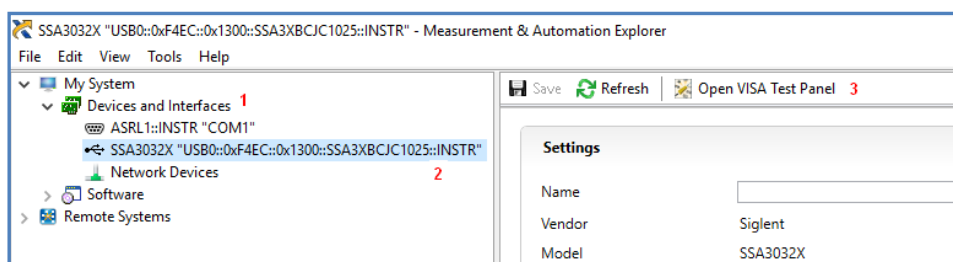 SSA3032X "USB0::0xF4EC::0x1300::SSA3XBCJC1025::INSTR" - Measurement & Automation Explorer
File Edit View Tools Help
My System
Devices and Interfaces 1
ASRL1::INSTR "COM1"
SSA3032X "USB0::0xF4EC::0x1300::SSA3XBCJC1025::INSTR"
Network Devices 2
Software
Remote Systems
Save Refresh Open VISA Test Panel 3
Settings
Name
Vendor Siglent
Model SSA3032X